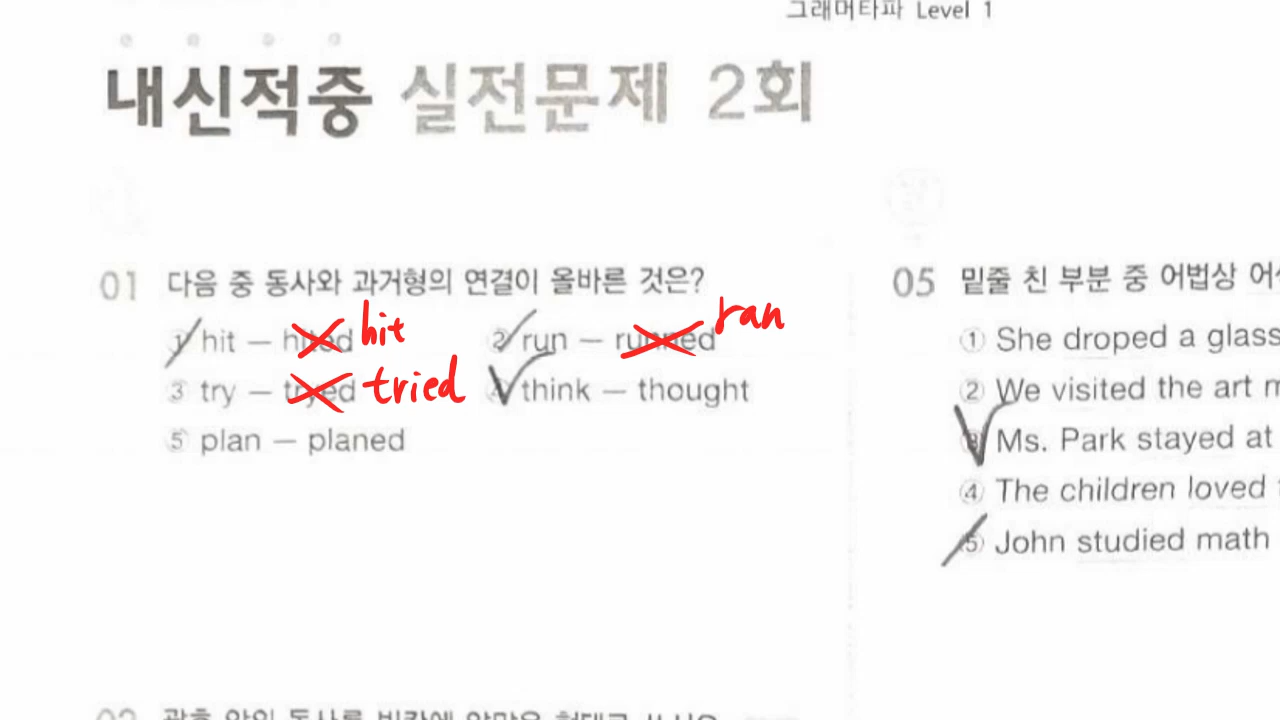 그래머타파 Level 1
내신적중 실전문제 2회
01 다음 중 동사와 과거형의 연결이 올바른 것은?
① hit – hitted hit ② run – runned ran
③ try – tryed tried ④ think – thought
⑤ plan – planed
05 밑줄 친 부분 중 어법상
① She droped a glass
② We visited the art
③ Ms. Park stayed at
④ The children loved
⑤ John studied math